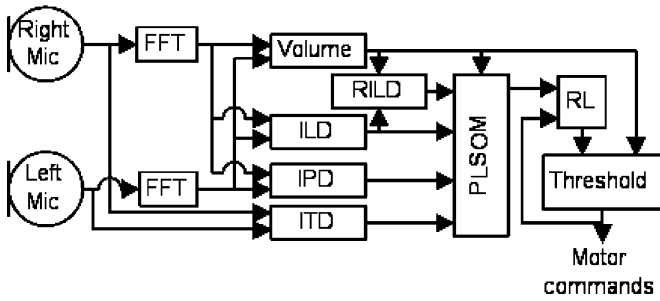 Right
Mic
FFT
Volume
RILD
ILD
PLSOM
RL
Left
Mic
FFT
IPD
ITD
Threshold
Motor
commands